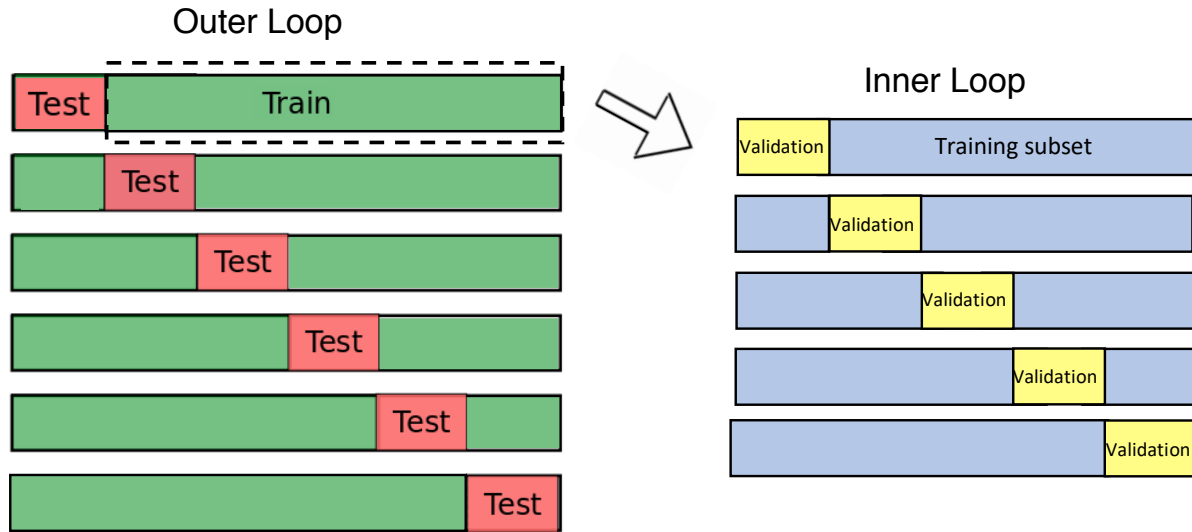 Outer Loop
Test Train
Test
Test
Test
Test
Test
Inner Loop
Validation Training subset
Validation
Validation
Validation
Validation